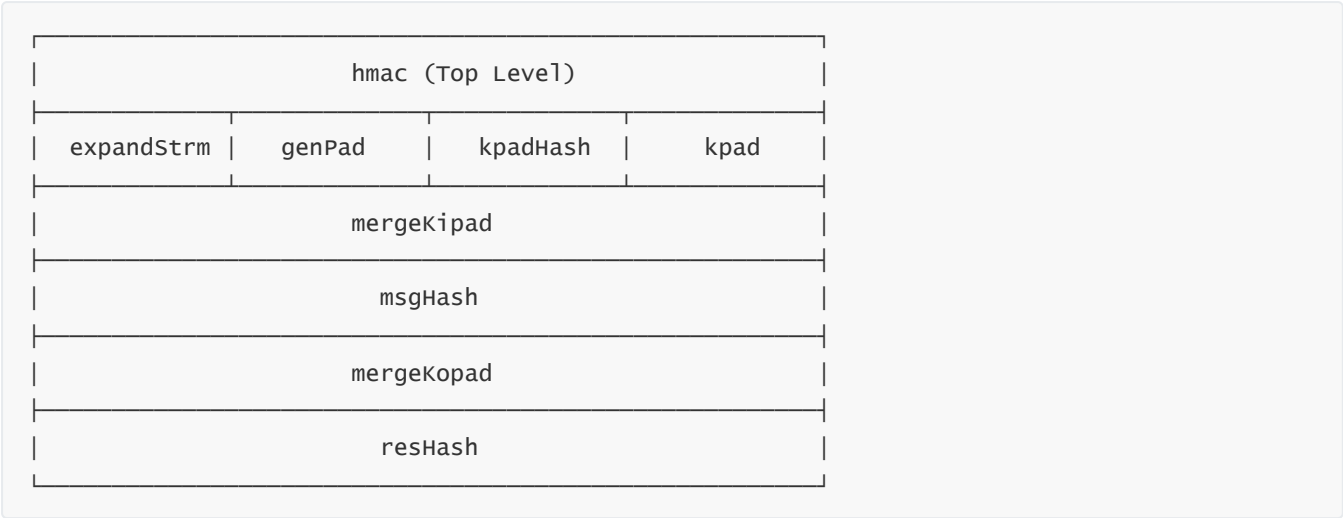 hmac (Top Level)
expandStrm | genPad | kpadHash | kpad
mergeKipad
msgHash
mergeKopad
resHash